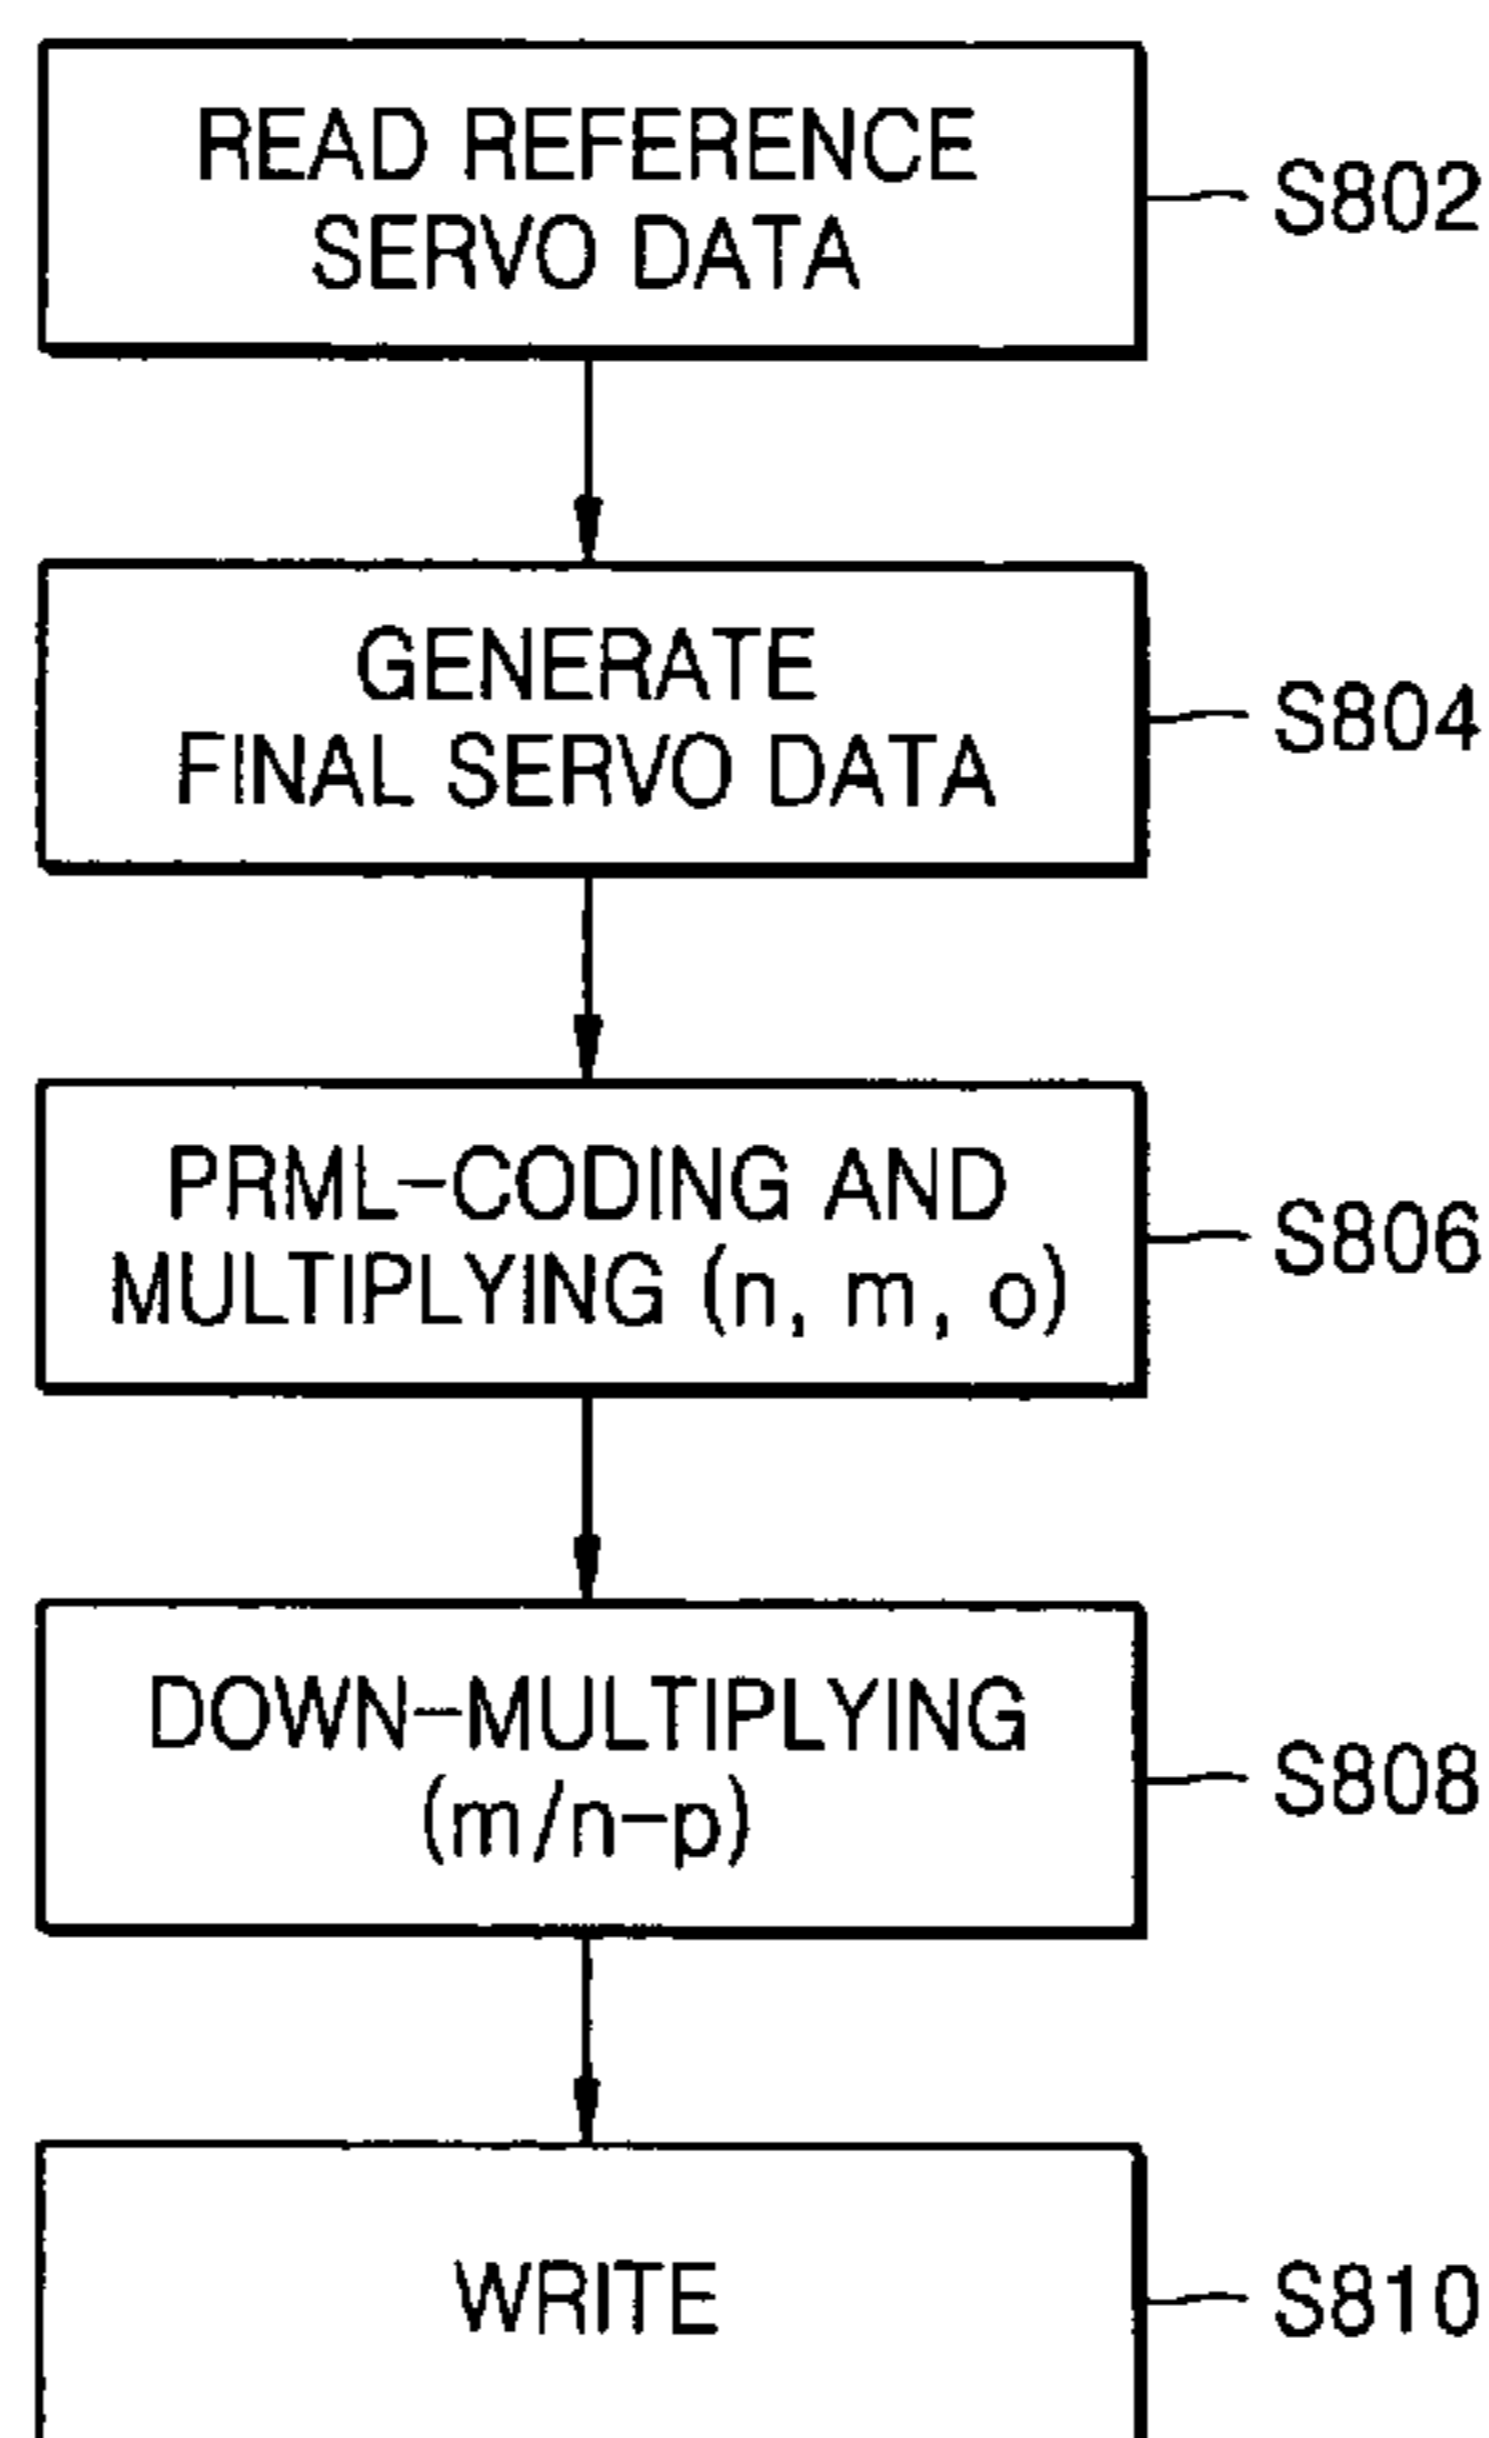 READ REFERENCE
SERVO DATA
S802
GENERATE
FINAL SERVO DATA
S804
PRML-CODING AND
MULTIPLYING (n, m, o)
S806
DOWN-MULTIPLYING
(m/n-p)
S808
WRITE
S810